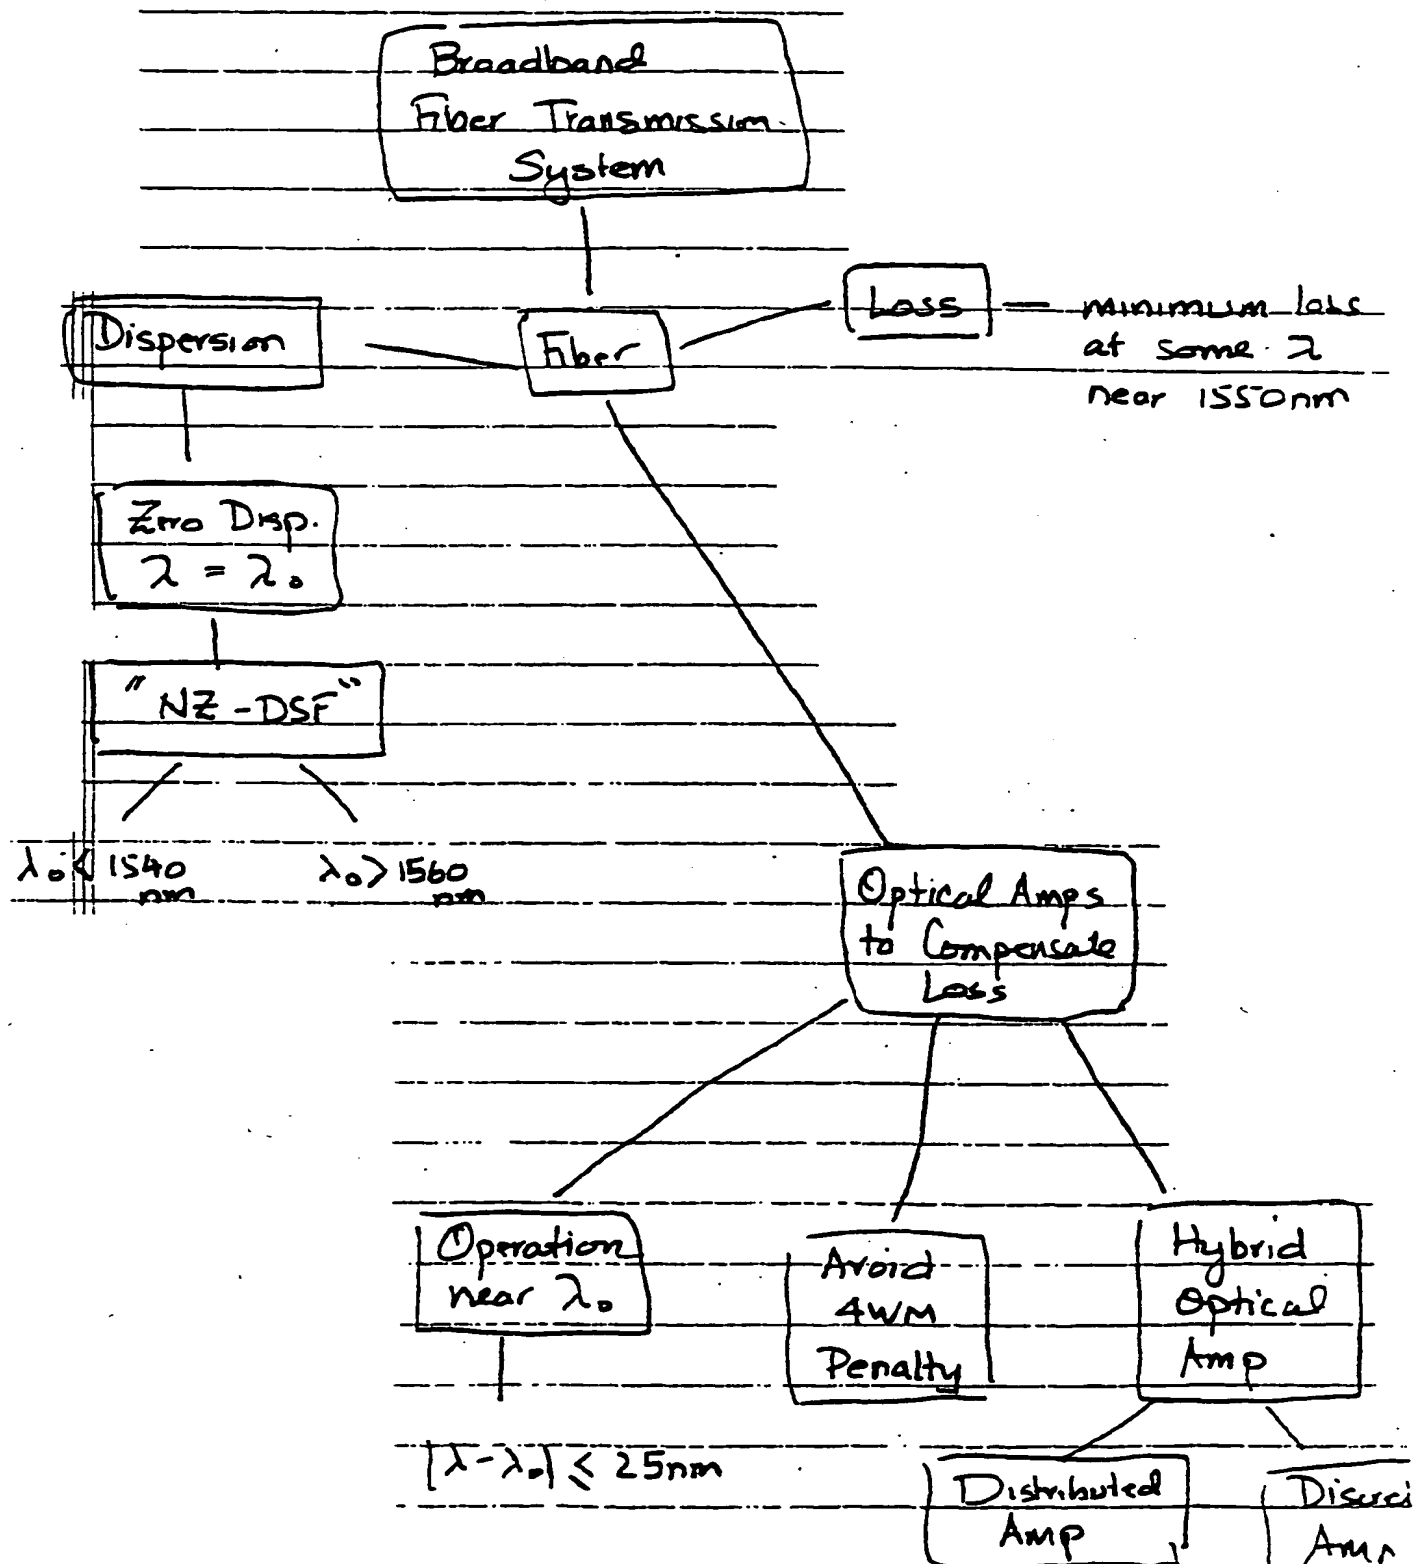 Broadband
Fiber Transmission
System
Dispersion
Fiber
Loss — minimum loss
at some λ
near 1550nm
Zero Disp.
λ = λ₀
"NZ-DSF"
λ₀ < 1540
nm
λ₀ > 1560
nm
Optical Amps
to Compensate
Loss
Operation
near λ₀
Avoid
4WM
Penalty
Hybrid
Optical
Amp
|λ-λ₀| ≤ 25nm
Distributed
Amp